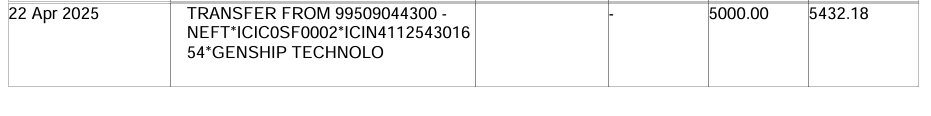 22 Apr 2025 TRANSFER FROM 99509044300 - - 5000.00 5432.18
NEFT*ICIC0SF0002*ICIN4112543016
54*GENSHIP TECHNOLO